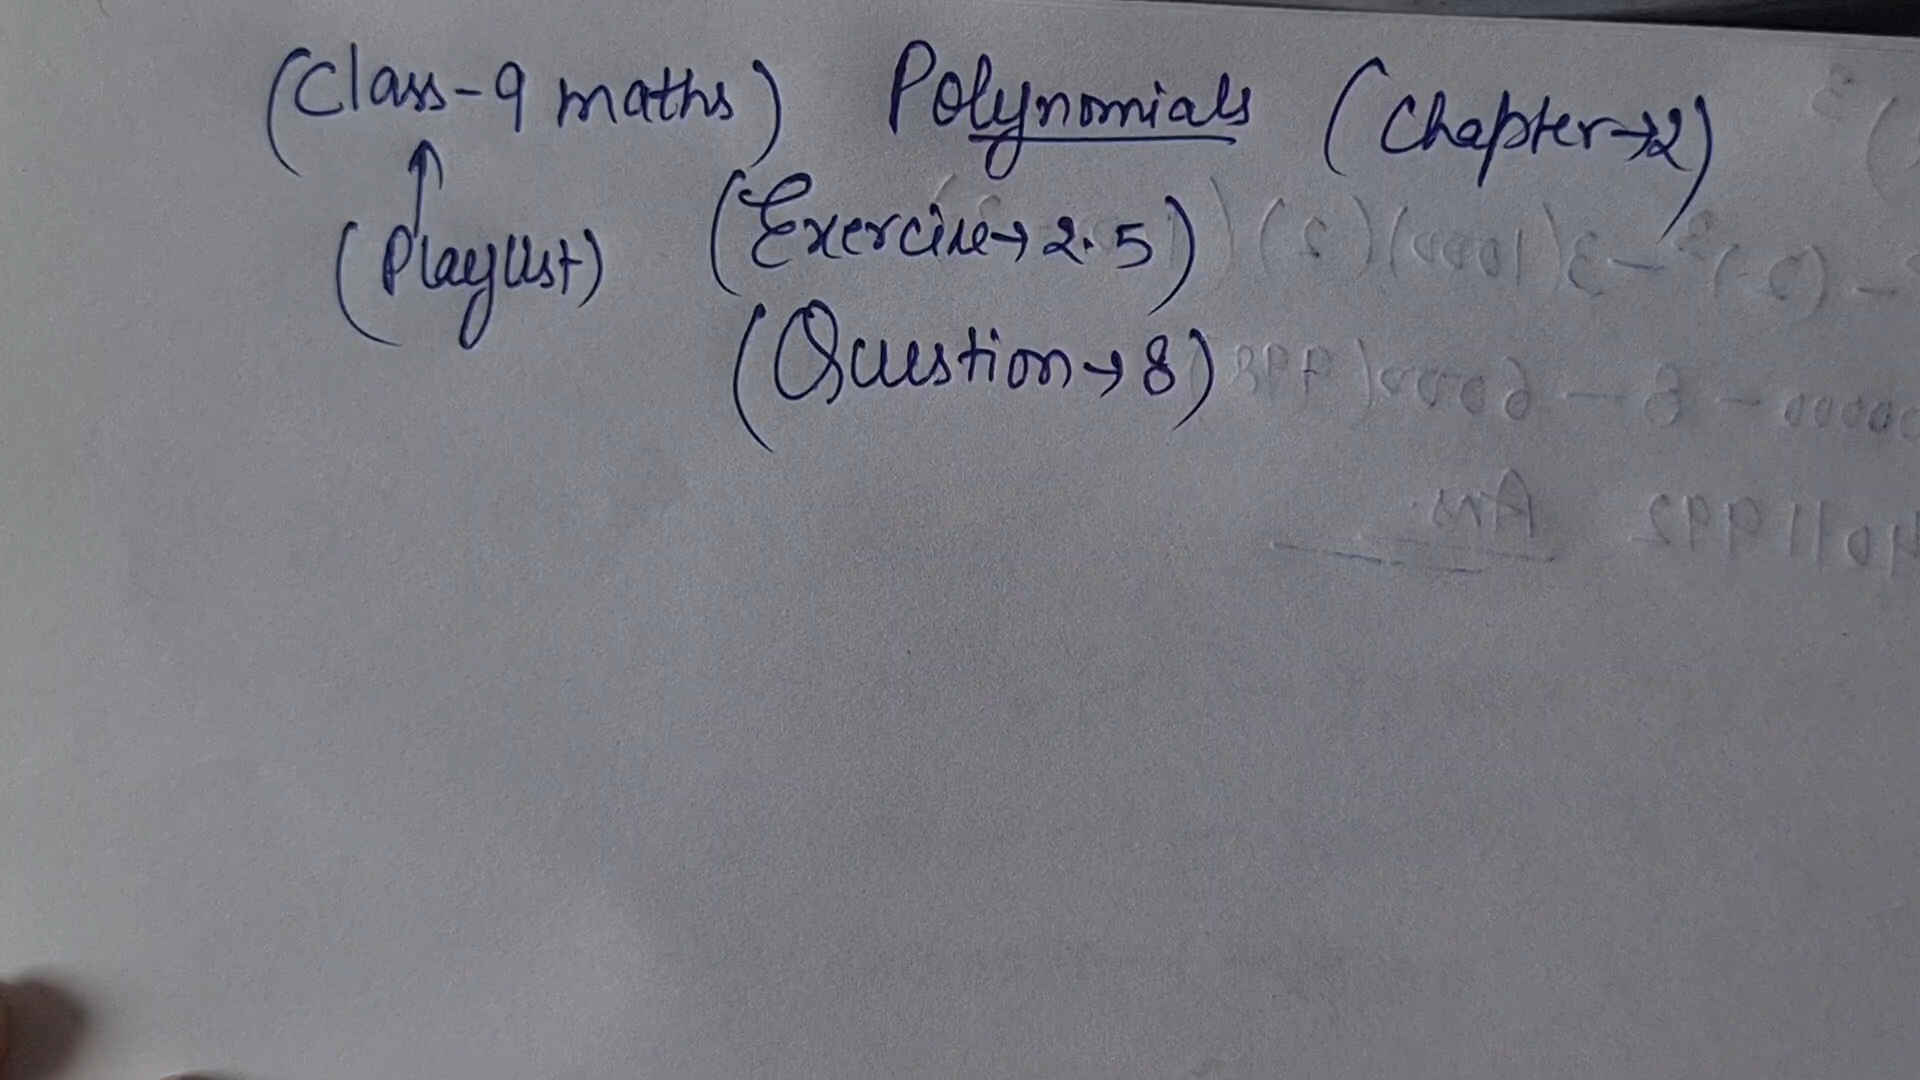 (Class-9 maths) Polynomials (Chapter→2)
↑
(Playlist) (Exercise→2.5)
(Question→8)